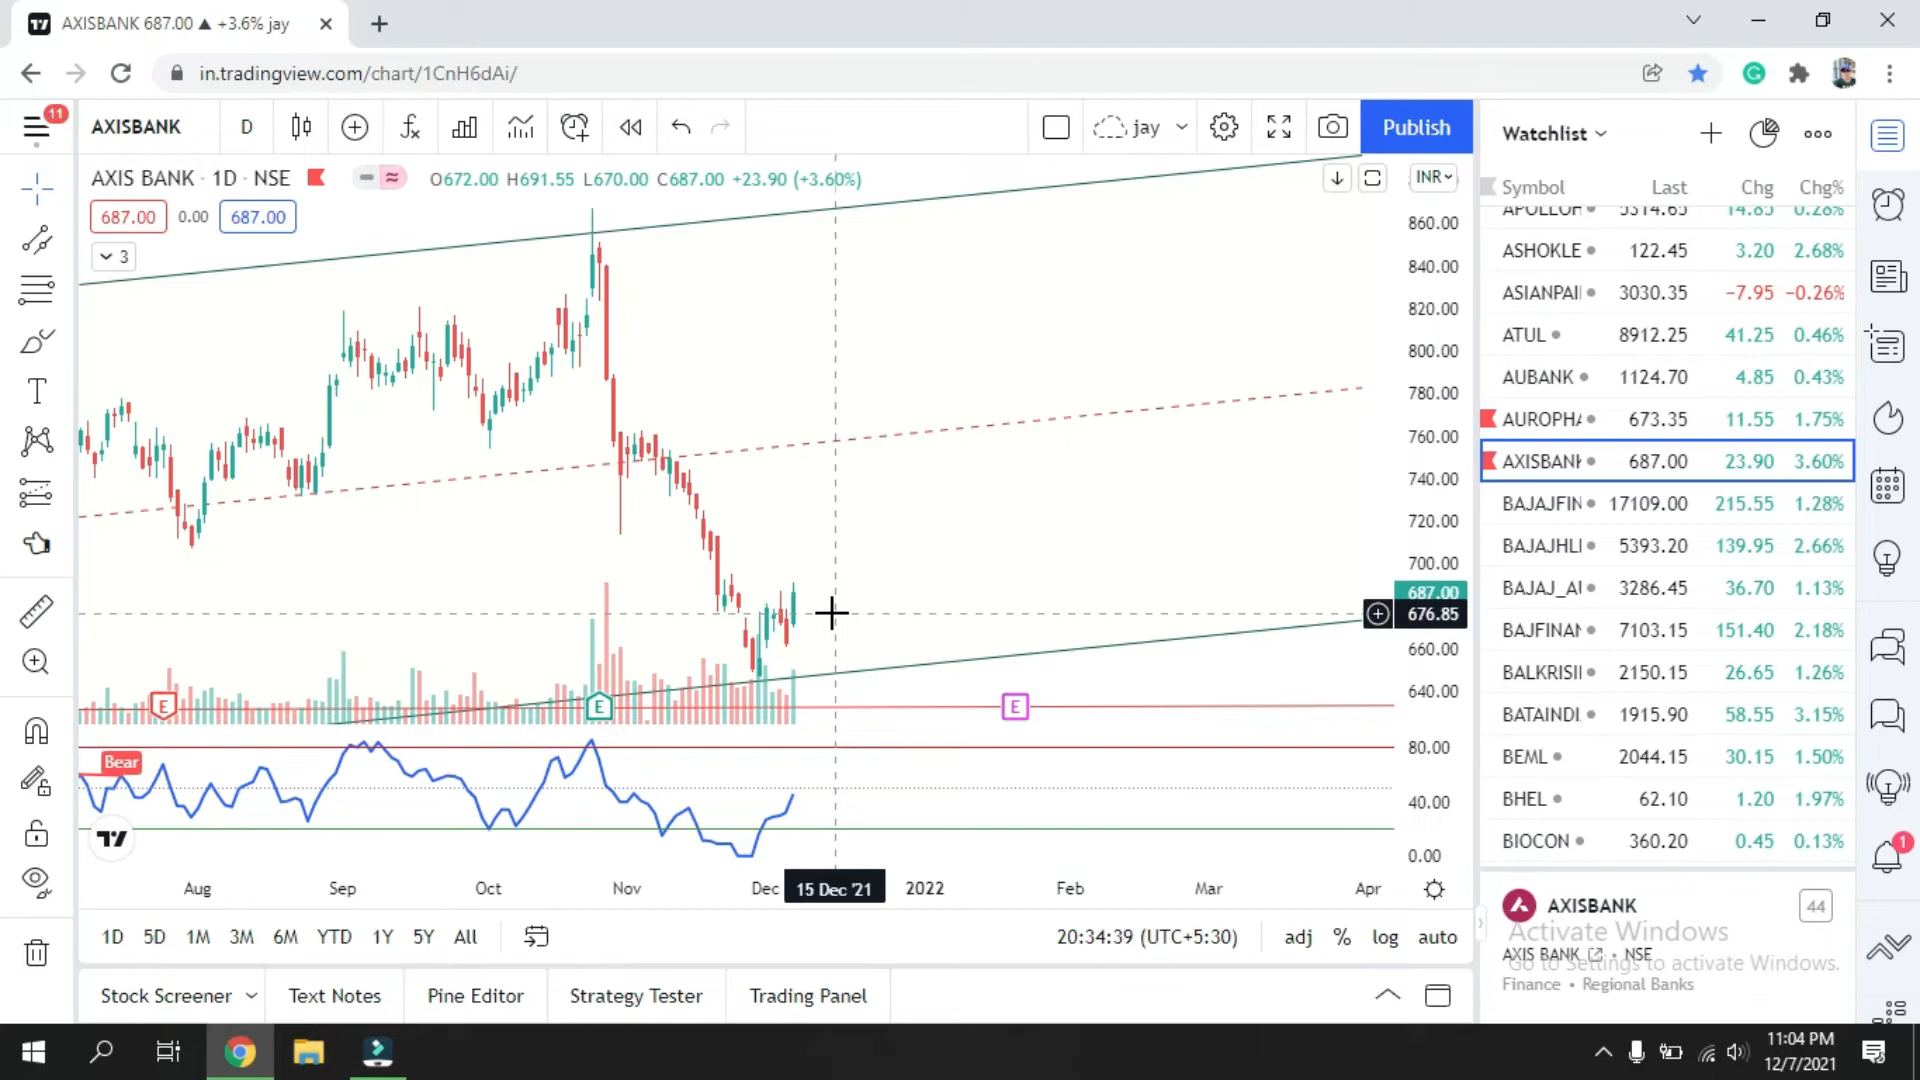 AXISBANK 687.00 ▲ +3.6% jay
in.tradingview.com/chart/1CnH6dAi/
11
AXISBANK D jay Publish
AXIS BANK · 1D · NSE O672.00 H691.55 L670.00 C687.00 +23.90 (+3.60%) INR
687.00 0.00 687.00
3
860.00
840.00
820.00
800.00
780.00
760.00
740.00
720.00
700.00
687.00
676.85
660.00
640.00
E E E
Bear
80.00
40.00
0.00
Aug Sep Oct Nov Dec 15 Dec '21 2022 Feb Mar Apr
1D 5D 1M 3M 6M YTD 1Y 5Y All 20:34:39 (UTC+5:30) adj % log auto
Stock Screener Text Notes Pine Editor Strategy Tester Trading Panel
Watchlist
Symbol Last Chg Chg%
5314.65 14.85 0.28%
ASHOKLE 122.45 3.20 2.68%
ASIANPAI 3030.35 −7.95 −0.26%
ATUL 8912.25 41.25 0.46%
AUBANK 1124.70 4.85 0.43%
AUROPHA 673.35 11.55 1.75%
AXISBANK 687.00 23.90 3.60%
BAJAJFIN 17109.00 215.55 1.28%
BAJAJHLI 5393.20 139.95 2.66%
BAJAJ_AU 3286.45 36.70 1.13%
BAJFINAN 7103.15 151.40 2.18%
BALKRISI 2150.15 26.65 1.26%
BATAINDI 1915.90 58.55 3.15%
BEML 2044.15 30.15 1.50%
BHEL 62.10 1.20 1.97%
BIOCON 360.20 0.45 0.13%
1
AXISBANK 44
Activate Windows
AXIS BANK • NSE
Go to Settings to activate Windows.
Finance • Regional Banks
11:04 PM
12/7/2021